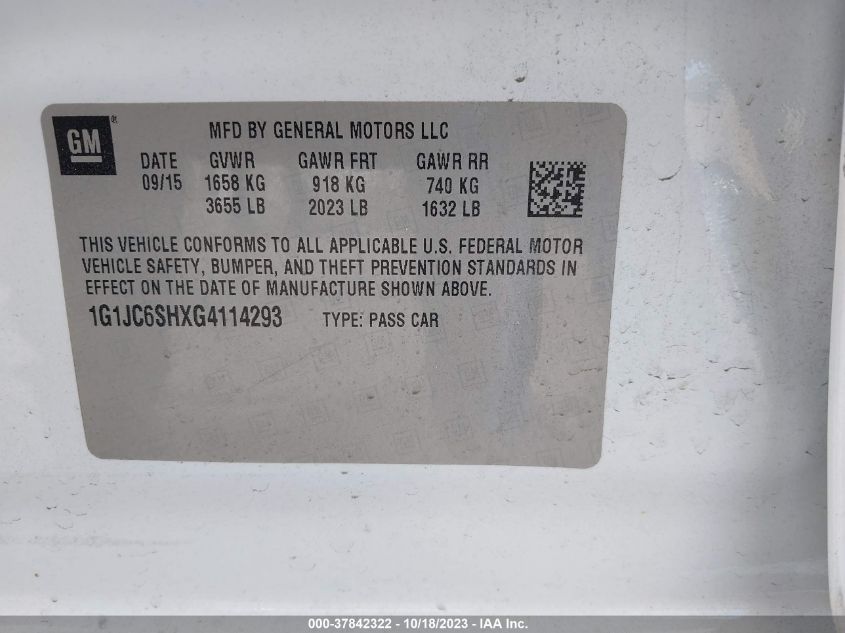 GM ®
MFD BY GENERAL MOTORS LLC
DATE GVWR GAWR FRT GAWR RR
09/15 1658 KG 918 KG 740 KG
3655 LB 2023 LB 1632 LB
THIS VEHICLE CONFORMS TO ALL APPLICABLE U.S. FEDERAL MOTOR
VEHICLE SAFETY, BUMPER, AND THEFT PREVENTION STANDARDS IN
EFFECT ON THE DATE OF MANUFACTURE SHOWN ABOVE.
1G1JC6SHXG4114293 TYPE: PASS CAR
000-37842322 - 10/18/2023 - © IAA Inc.